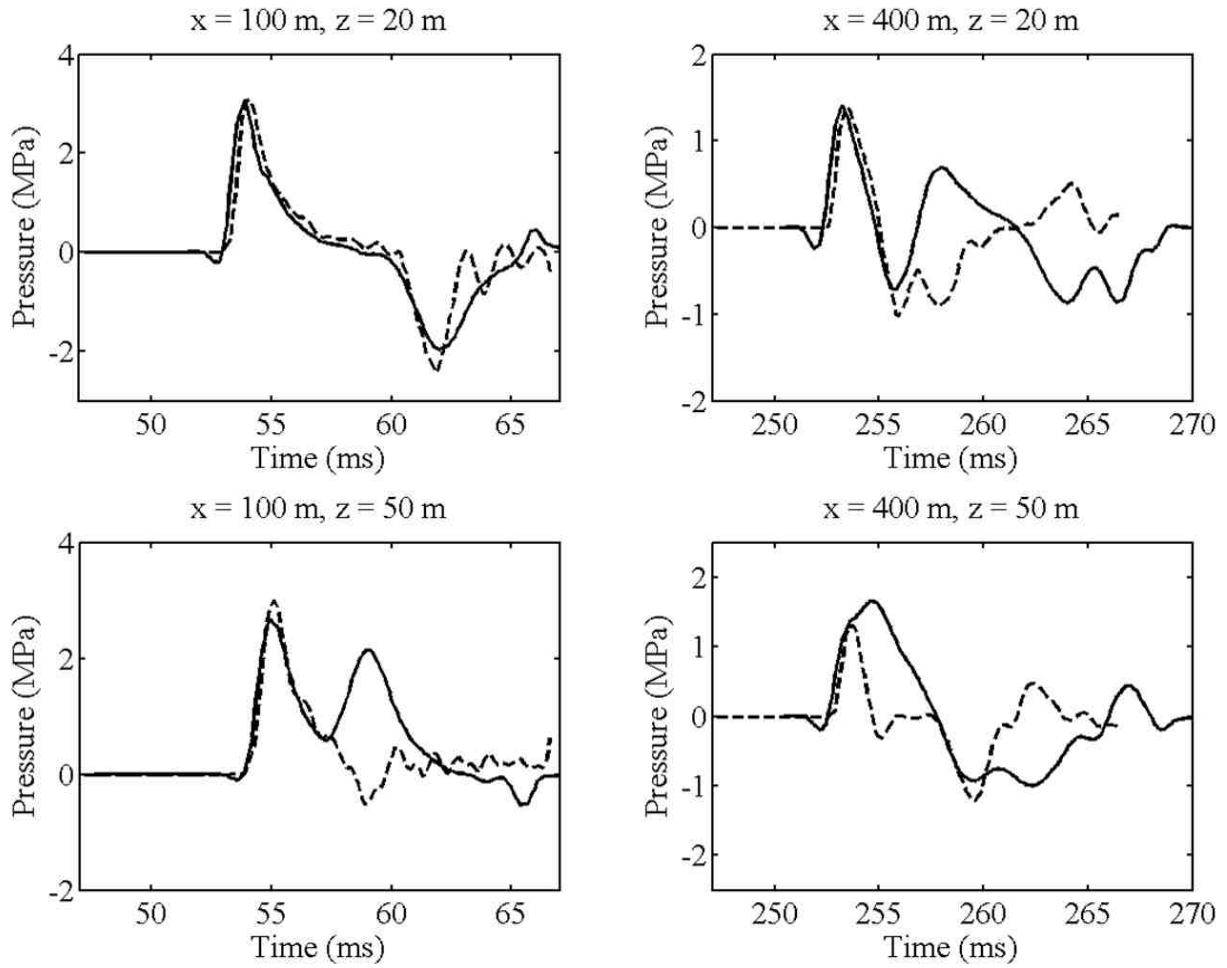 x = 100 m, z = 20 m
4
2
0
-2
Pressure (MPa)
50 55 60 65
Time (ms)
x = 400 m, z = 20 m
2
1
0
-1
-2
Pressure (MPa)
250 255 260 265 270
Time (ms)
x = 100 m, z = 50 m
4
2
0
-2
Pressure (MPa)
50 55 60 65
Time (ms)
x = 400 m, z = 50 m
2
1
0
-1
-2
Pressure (MPa)
250 255 260 265 270
Time (ms)